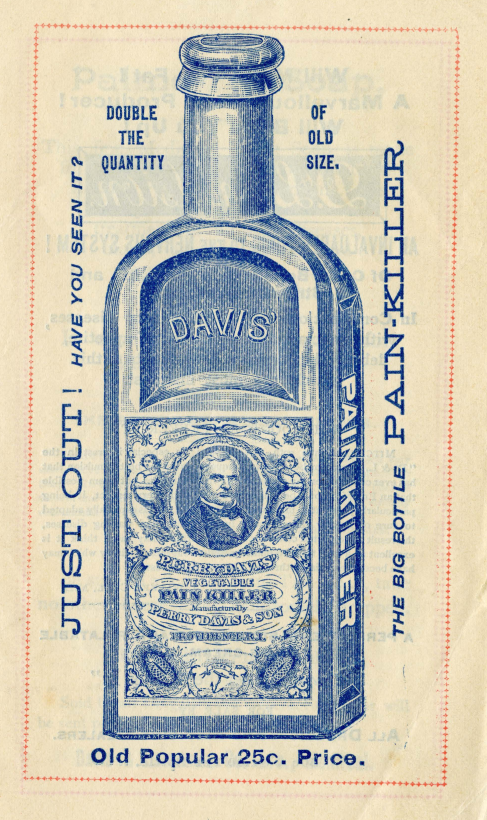 DOUBLE
THE
QUANTITY
OF
OLD
SIZE.
JUST OUT! HAVE YOU SEEN IT?
DAVIS'
PAIN KILLER
PERRY DAVIS'
VEGETABLE
PAIN KILLER
Manufactured by
PERRY DAVIS & SON
PROVIDENCE R.I.
THE BIG BOTTLE PAIN-KILLER
Old Popular 25c. Price.